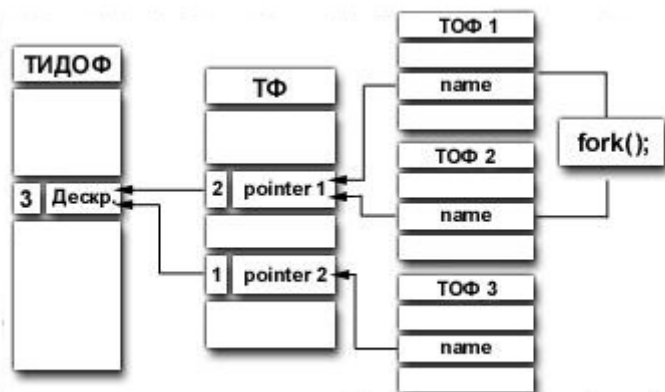 ТИДОФ
3 Дескр.
ТФ
2 pointer 1
1 pointer 2
ТОФ 1
name
ТОФ 2
name
ТОФ 3
name
fork();